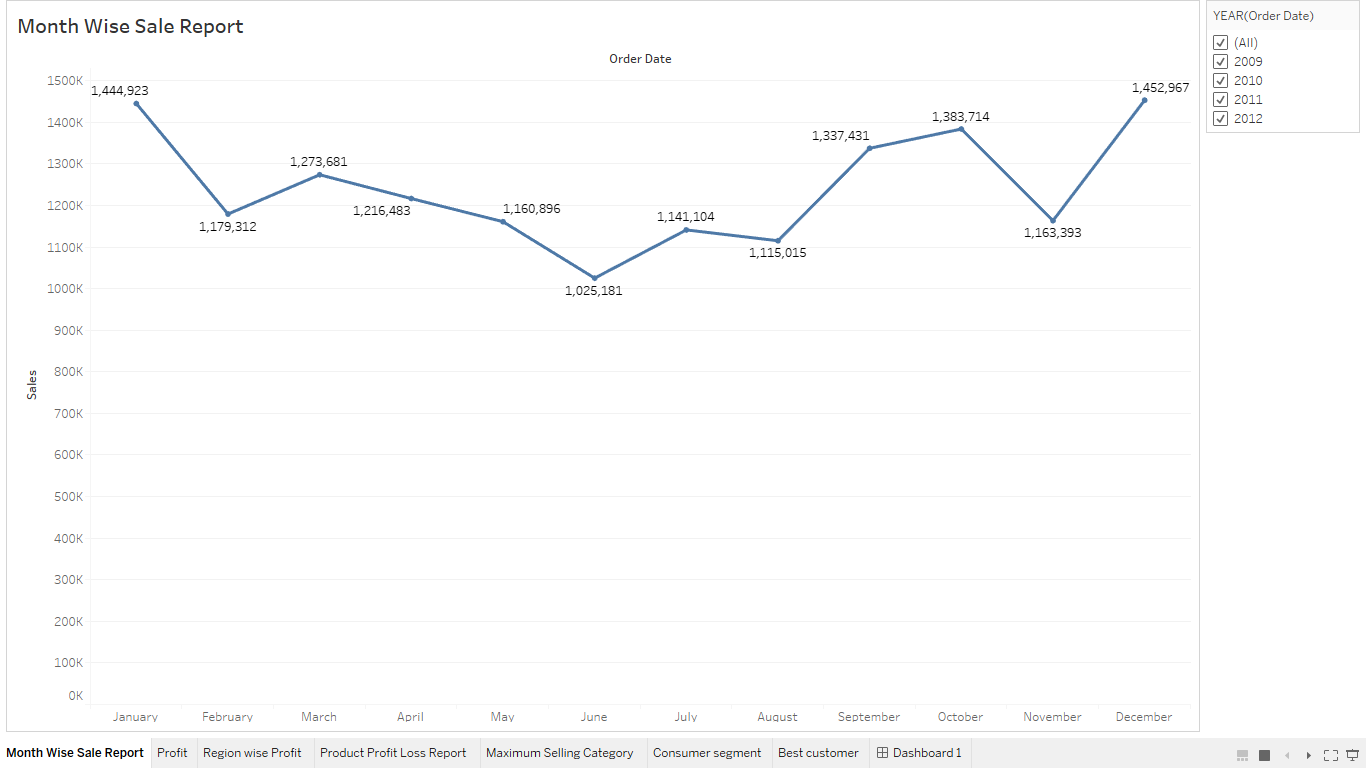 Month Wise Sale Report
YEAR(Order Date)
(All)
2009
2010
2011
2012
Order Date
1500K
1400K
1300K
1200K
1100K
1000K
900K
800K
700K
600K
500K
400K
300K
200K
100K
0K
Sales
1,444,923
1,179,312
1,273,681
1,216,483
1,160,896
1,025,181
1,141,104
1,115,015
1,337,431
1,383,714
1,163,393
1,452,967
January February March April May June July August September October November December
Month Wise Sale Report Profit Region wise Profit Product Profit Loss Report Maximum Selling Category Consumer segment Best customer Dashboard 1